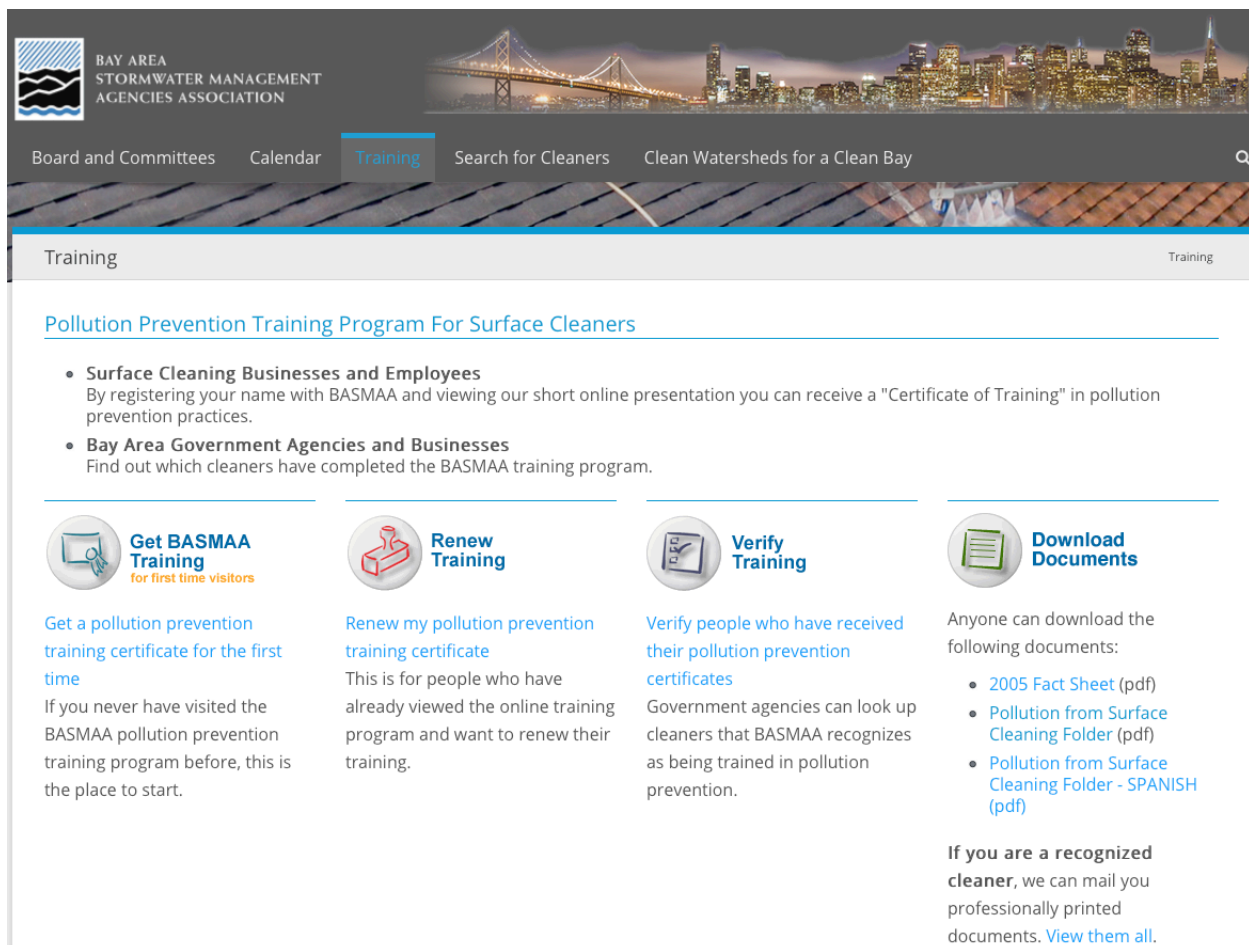 BAY AREA
STORMWATER MANAGEMENT
AGENCIES ASSOCIATION
Board and Committees
Calendar
Training
Search for Cleaners
Clean Watersheds for a Clean Bay
Training
Training
Pollution Prevention Training Program For Surface Cleaners
Surface Cleaning Businesses and Employees
By registering your name with BASMAA and viewing our short online presentation you can receive a "Certificate of Training" in pollution
prevention practices.
Bay Area Government Agencies and Businesses
Find out which cleaners have completed the BASMAA training program.
Get BASMAA
Training
for first time visitors
Get a pollution prevention
training certificate for the first
time
If you never have visited the
BASMAA pollution prevention
training program before, this is
the place to start.
Renew
Training
Renew my pollution prevention
training certificate
This is for people who have
already viewed the online training
program and want to renew their
training.
Verify
Training
Verify people who have received
their pollution prevention
certificates
Government agencies can look up
cleaners that BASMAA recognizes
as being trained in pollution
prevention.
Download
Documents
Anyone can download the
following documents:
2005 Fact Sheet (pdf)
Pollution from Surface
Cleaning Folder (pdf)
Pollution from Surface
Cleaning Folder - SPANISH
(pdf)
If you are a recognized
cleaner, we can mail you
professionally printed
documents. View them all.